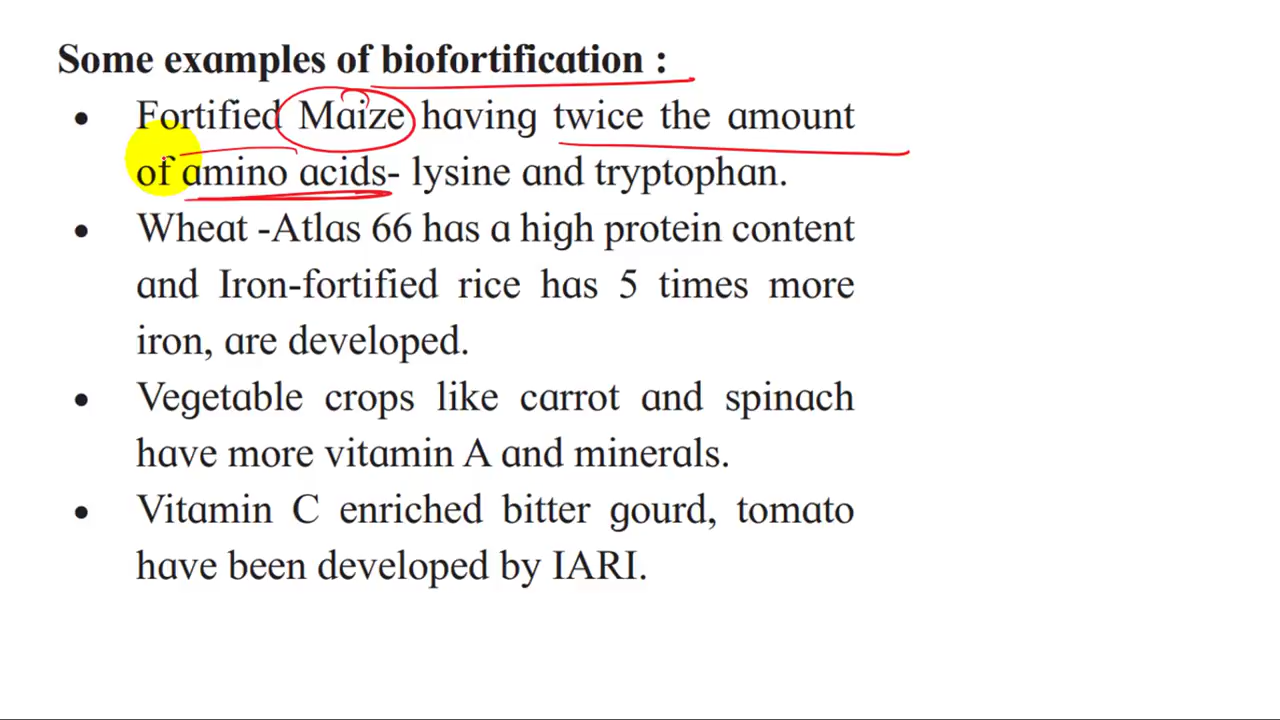 Some examples of biofortification :
• Fortified Maize having twice the amount
of amino acids- lysine and tryptophan.
• Wheat -Atlas 66 has a high protein content
and Iron-fortified rice has 5 times more
iron, are developed.
• Vegetable crops like carrot and spinach
have more vitamin A and minerals.
• Vitamin C enriched bitter gourd, tomato
have been developed by IARI.